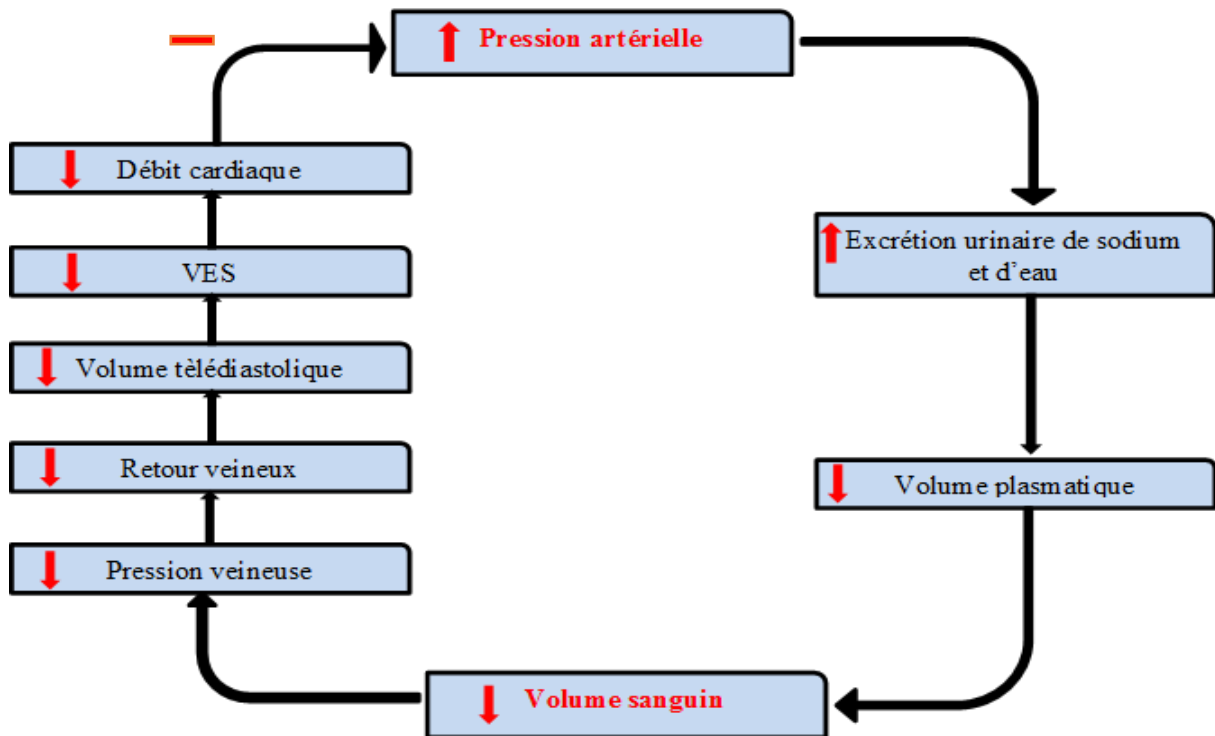 Pression artérielle
Excrétion urinaire de sodium
et d’eau
Volume plasmatique
Volume sanguin
Pression veineuse
Retour veineux
Volume tèlédiastolique
VES
Débit cardiaque